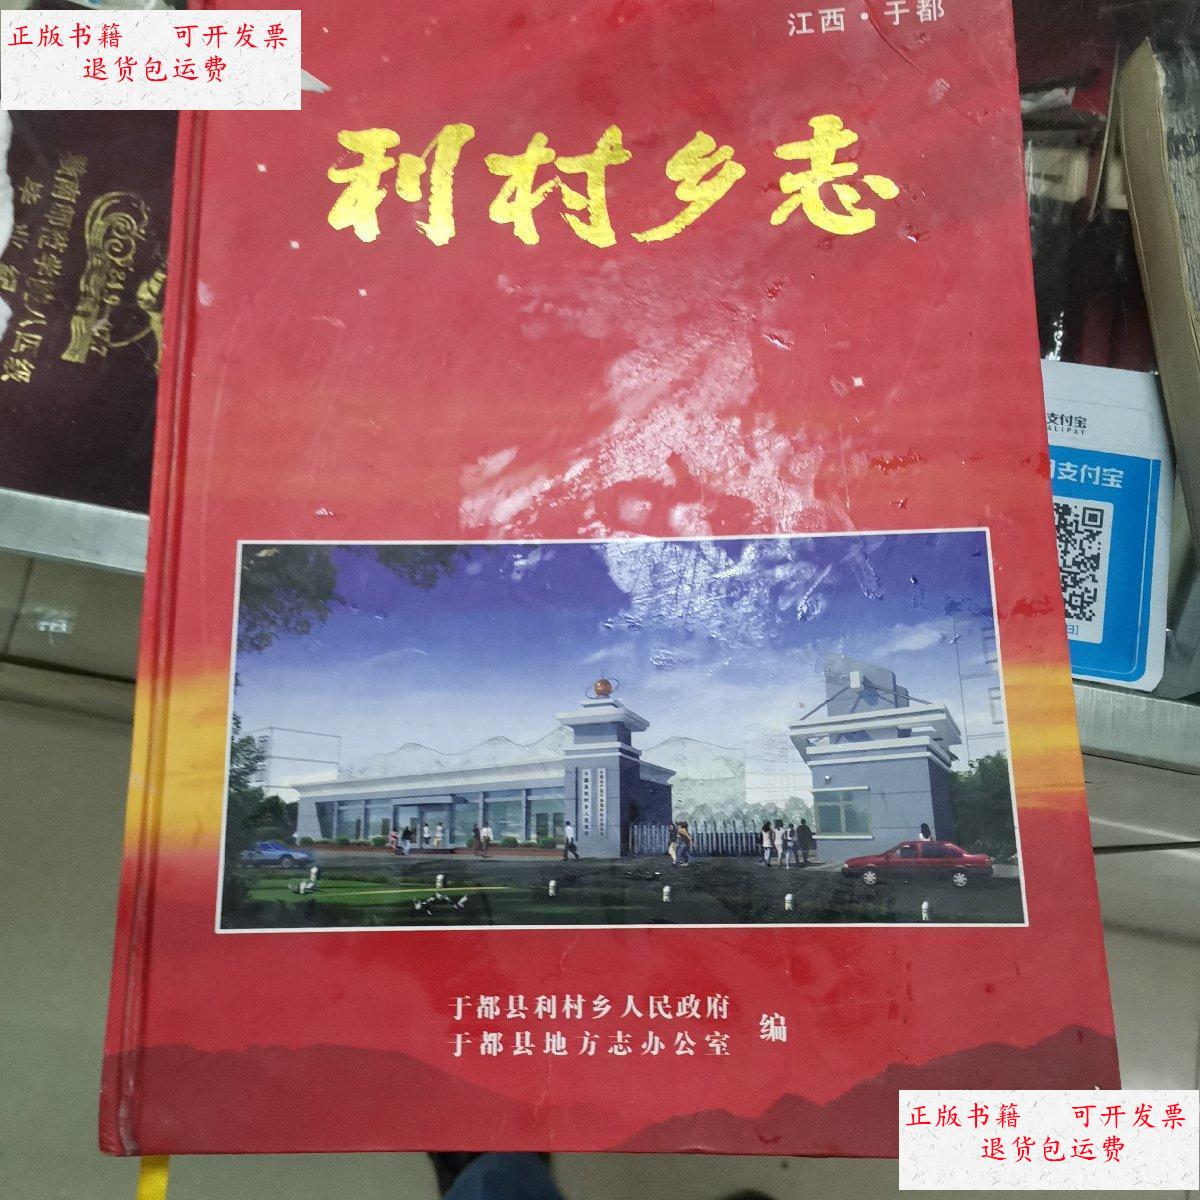 正版书籍 可开发票
退货包运费
江西·于都
利村乡志
支付宝
ALIPAY
支付宝
于都县利村乡人民政府
于都县地方志办公室
编
正版书籍 可开发票
退货包运费